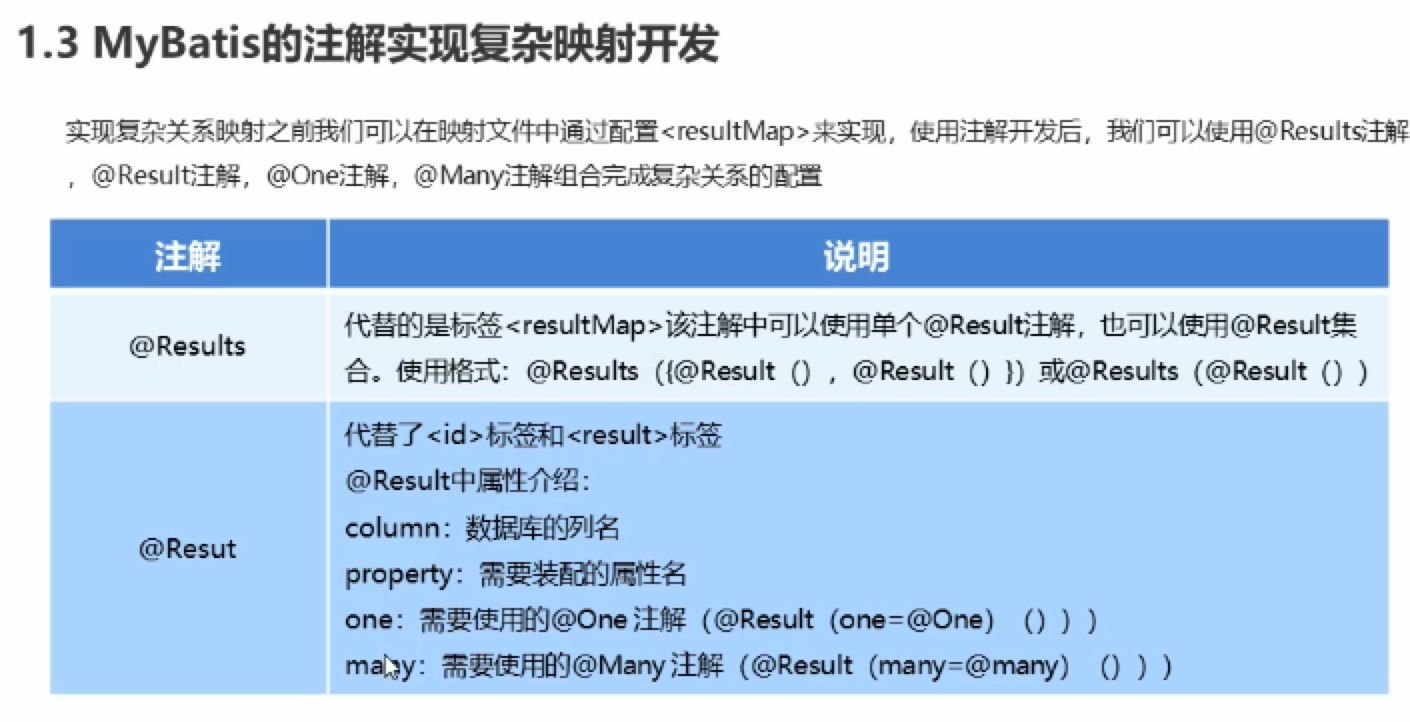 1.3 MyBatis的注解实现复杂映射开发
实现复杂关系映射之前我们可以在映射文件中通过配置<resultMap>来实现，使用注解开发后，我们可以使用@Results注解
，@Result注解，@One注解，@Many注解组合完成复杂关系的配置
注解
说明
@Results
代替的是标签<resultMap>该注解中可以使用单个@Result注解，也可以使用@Result集
合。使用格式：@Results（{@Result（），@Result（）}）或@Results（@Result（））
@Resut
代替了<id>标签和<result>标签
@Result中属性介绍：
column：数据库的列名
property：需要装配的属性名
one：需要使用的@One 注解（@Result（one=@One）（）））
many：需要使用的@Many 注解（@Result（many=@many）（）））